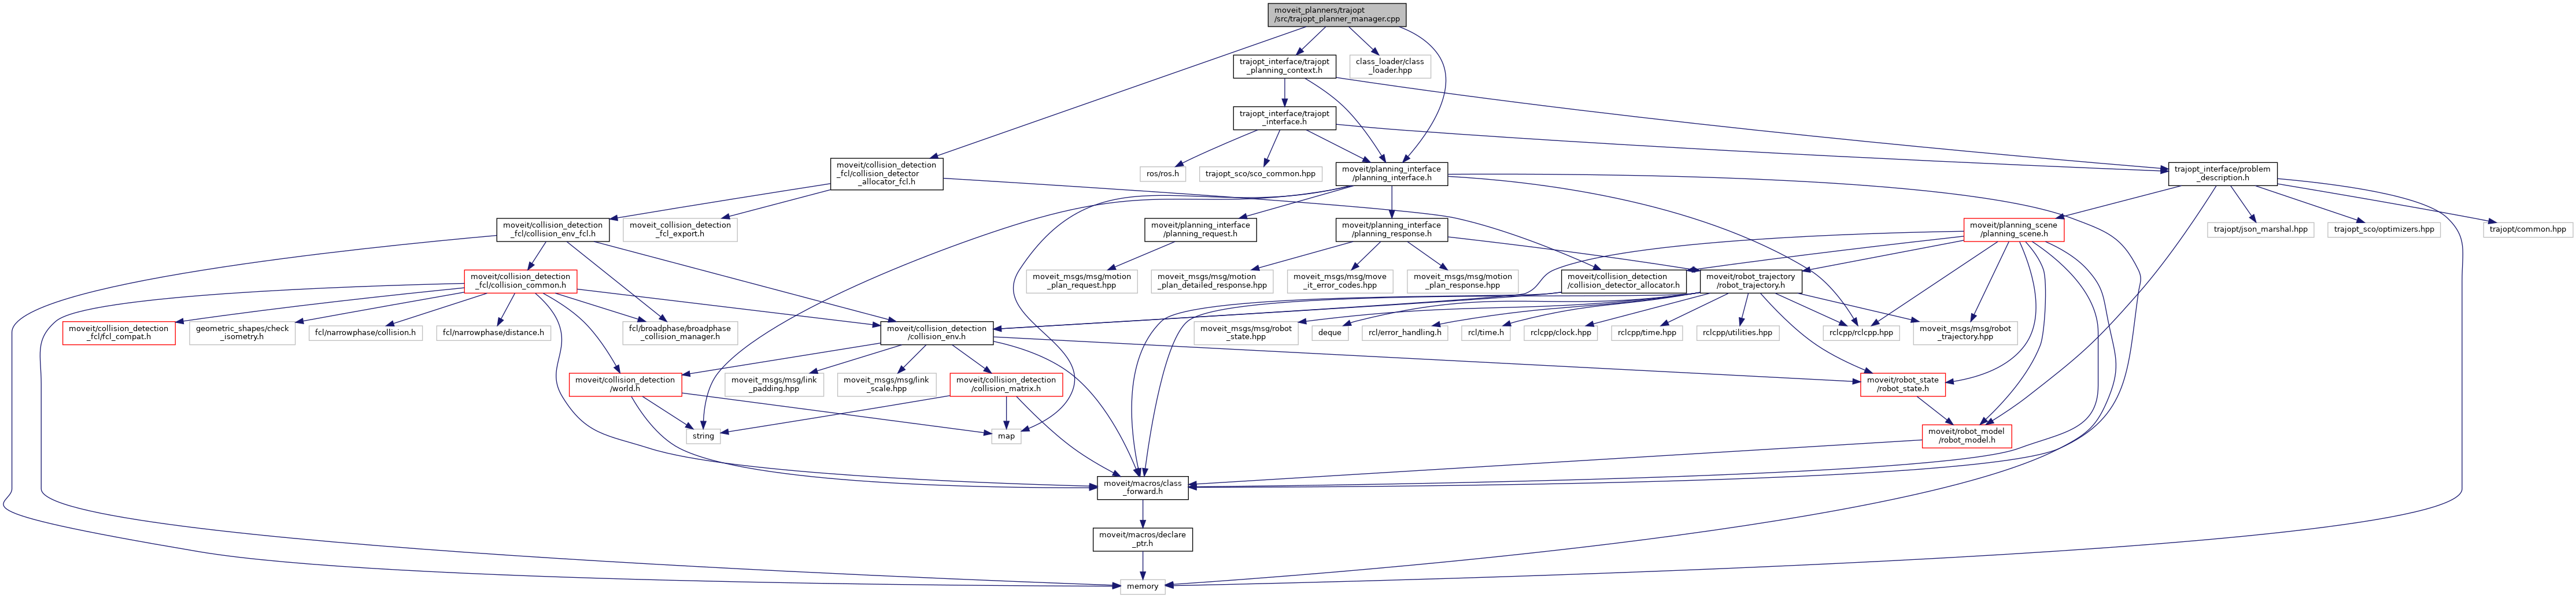 moveit_planners/trajopt
/src/trajopt_planner_manager.cpp
trajopt_interface/trajopt
_planning_context.h
class_loader/class
_loader.hpp
trajopt_interface/trajopt
_interface.h
moveit/collision_detection
_fcl/collision_detector
_allocator_fcl.h
ros/ros.h
trajopt_sco/sco_common.hpp
moveit/planning_interface
/planning_interface.h
trajopt_interface/problem
_description.h
moveit/collision_detection
_fcl/collision_env_fcl.h
moveit_collision_detection
_fcl_export.h
moveit/planning_interface
/planning_request.h
moveit/planning_interface
/planning_response.h
moveit/planning_scene
/planning_scene.h
trajopt/json_marshal.hpp
trajopt_sco/optimizers.hpp
trajopt/common.hpp
moveit/collision_detection
_fcl/collision_common.h
moveit_msgs/msg/motion
_plan_request.hpp
moveit_msgs/msg/motion
_plan_detailed_response.hpp
moveit_msgs/msg/move
_it_error_codes.hpp
moveit_msgs/msg/motion
_plan_response.hpp
moveit/collision_detection
/collision_detector_allocator.h
moveit/robot_trajectory
/robot_trajectory.h
moveit/collision_detection
_fcl/fcl_compat.h
geometric_shapes/check
_isometry.h
fcl/narrowphase/collision.h
fcl/narrowphase/distance.h
fcl/broadphase/broadphase
_collision_manager.h
moveit/collision_detection
/collision_env.h
moveit_msgs/msg/robot
_state.hpp
deque
rcl/error_handling.h
rcl/time.h
rclcpp/clock.hpp
rclcpp/time.hpp
rclcpp/utilities.hpp
rclcpp/rclcpp.hpp
moveit_msgs/msg/robot
_trajectory.hpp
moveit/collision_detection
/world.h
moveit_msgs/msg/link
_padding.hpp
moveit_msgs/msg/link
_scale.hpp
moveit/collision_detection
/collision_matrix.h
moveit/robot_state
/robot_state.h
string
map
moveit/robot_model
/robot_model.h
moveit/macros/class
_forward.h
moveit/macros/declare
_ptr.h
memory